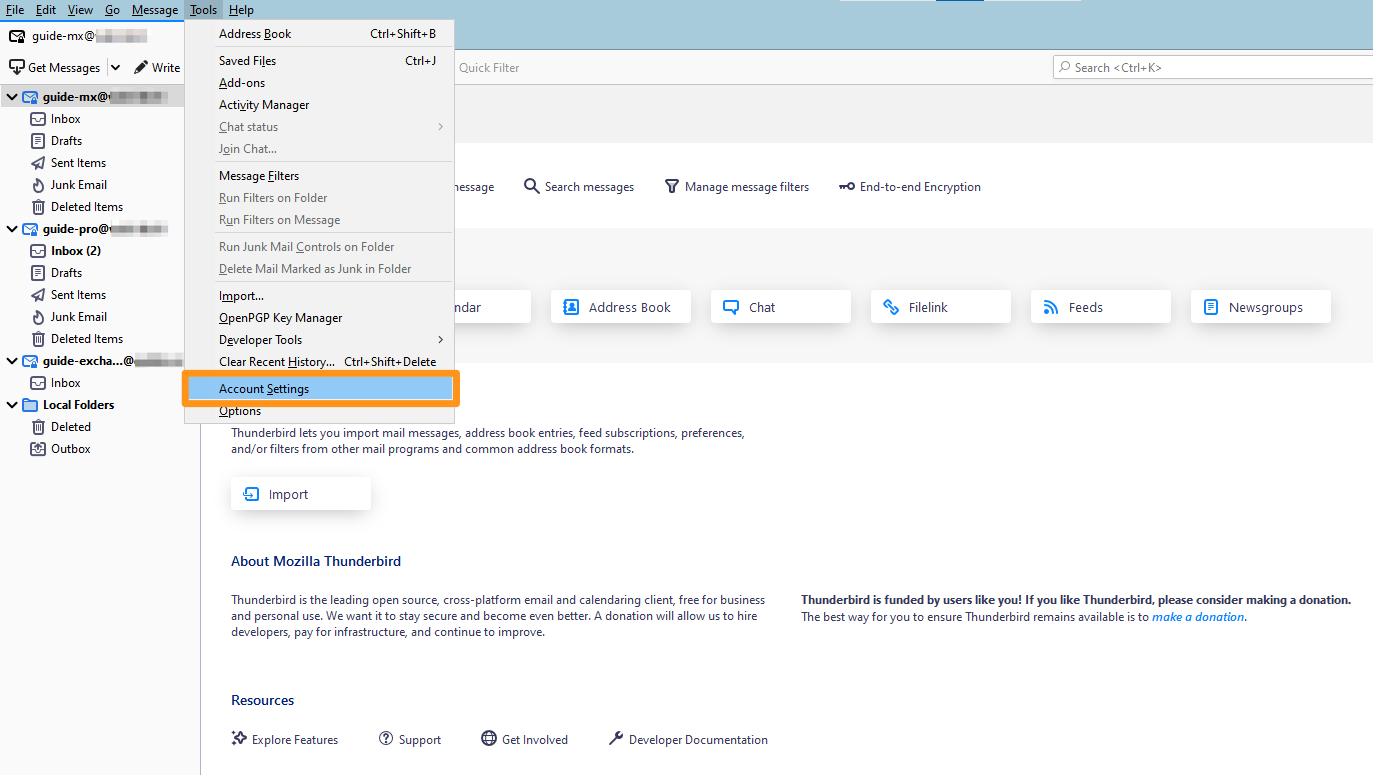 File Edit View Go Message Tools Help
guide-mx@
Get Messages Write
guide-mx@
Inbox
Drafts
Sent Items
Junk Email
Deleted Items
guide-pro@
Inbox (2)
Drafts
Sent Items
Junk Email
Deleted Items
guide-excha...@
Inbox
Local Folders
Deleted
Outbox
Address Book Ctrl+Shift+B
Saved Files Ctrl+J
Add-ons
Activity Manager
Chat status
Join Chat...
Message Filters
Run Filters on Folder
Run Filters on Message
Run Junk Mail Controls on Folder
Delete Mail Marked as Junk in Folder
Import...
OpenPGP Key Manager
Developer Tools
Clear Recent History... Ctrl+Shift+Delete
Account Settings
Options
Quick Filter
Search <Ctrl+K>
message Search messages Manage message filters End-to-end Encryption
ndar Address Book Chat Filelink Feeds Newsgroups
Thunderbird lets you import mail messages, address book entries, feed subscriptions, preferences,
and/or filters from other mail programs and common address book formats.
Import
About Mozilla Thunderbird
Thunderbird is the leading open source, cross-platform email and calendaring client, free for business
and personal use. We want it to stay secure and become even better. A donation will allow us to hire
developers, pay for infrastructure, and continue to improve.
Thunderbird is funded by users like you! If you like Thunderbird, please consider making a donation.
The best way for you to ensure Thunderbird remains available is to make a donation.
Resources
Explore Features Support Get Involved Developer Documentation